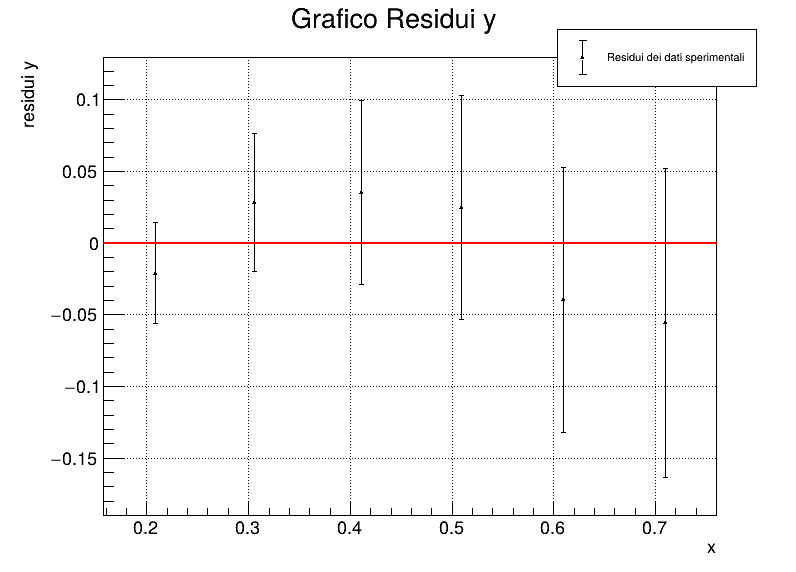 Grafico Residui y
Residui dei dati sperimentali
residui y
0.1
0.05
0
−0.05
−0.1
−0.15
0.2 0.3 0.4 0.5 0.6 0.7
x